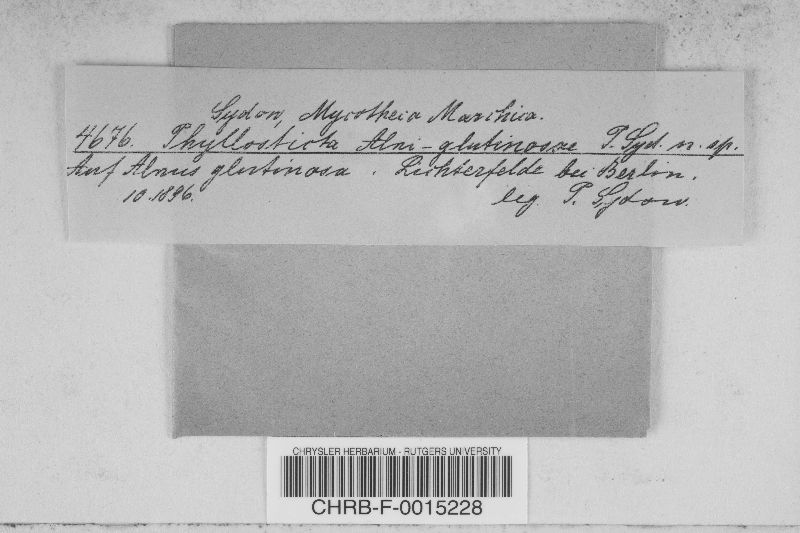 Sydow, Mycotheca Marchica.
4676. Phyllosticta Alni-glutinosae P. Syd. n. sp.
Auf Alnus glutinosa. Lichterfelde bei Berlin.
10.1896. leg. P. Sydow.
CHRYSLER HERBARIUM - RUTGERS UNIVERSITY
CHRB-F-0015228